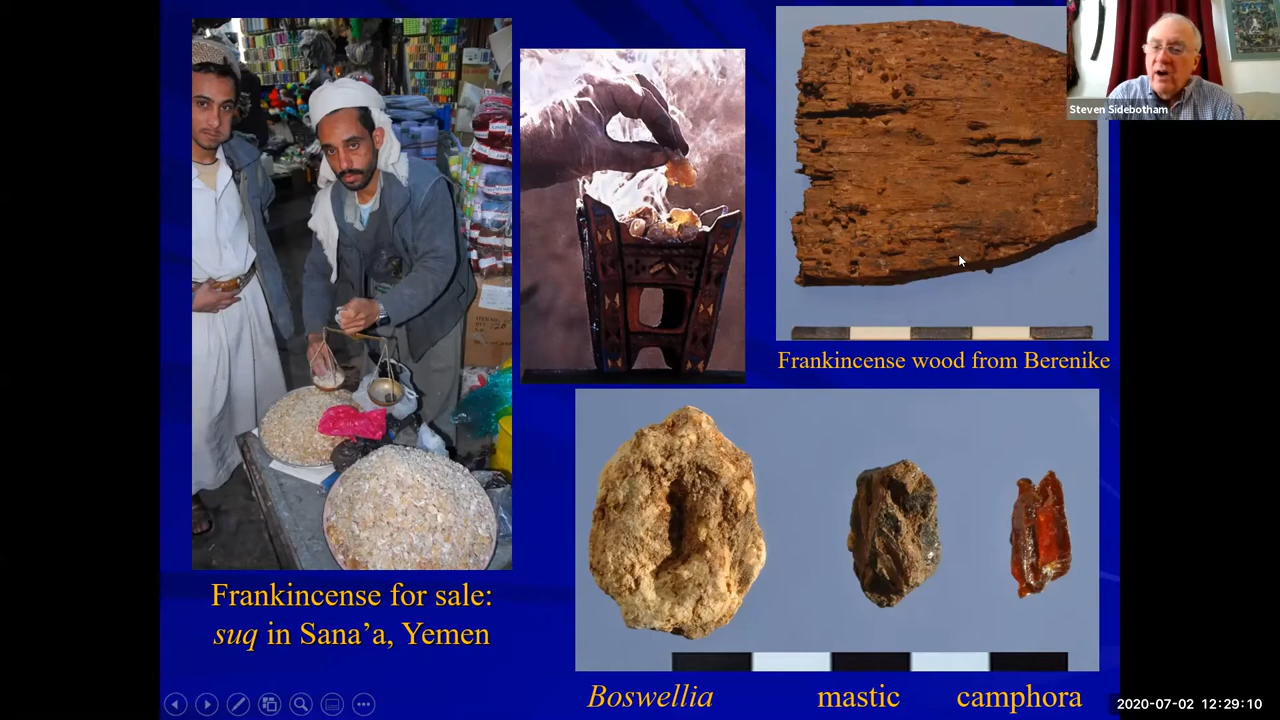 Steven Sidebotham
Frankincense wood from Berenike
Frankincense for sale:
suq in Sana’a, Yemen
Boswellia
mastic
camphora
2020-07-02 12:29:10